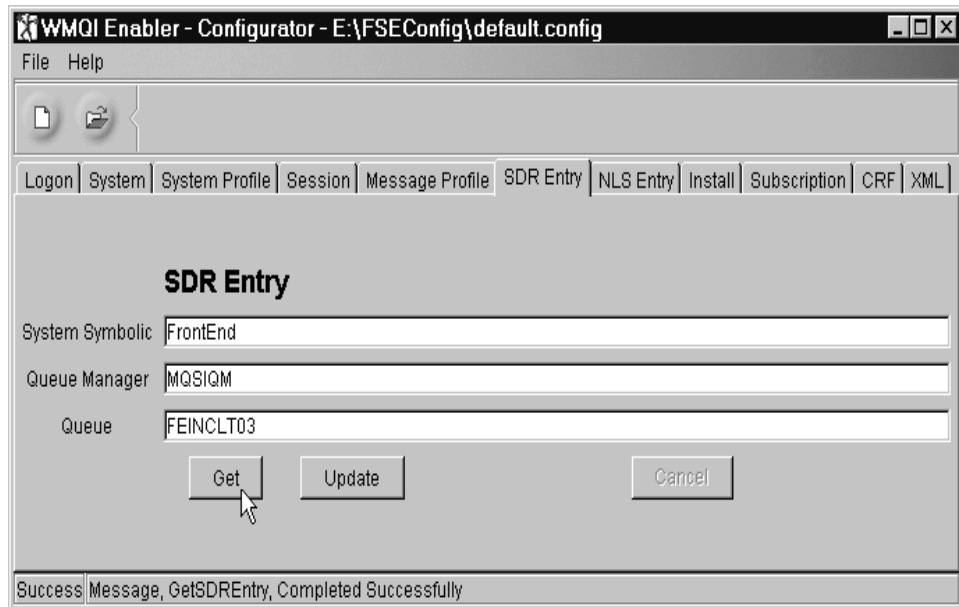 WMQI Enabler - Configurator - E:\FSEConfig\default.config
File Help
Logon System System Profile Session Message Profile SDR Entry NLS Entry Install Subscription CRF XML
SDR Entry
System Symbolic FrontEnd
Queue Manager MQSIQM
Queue FEINCLT03
Get Update Cancel
Success Message, GetSDREntry, Completed Successfully